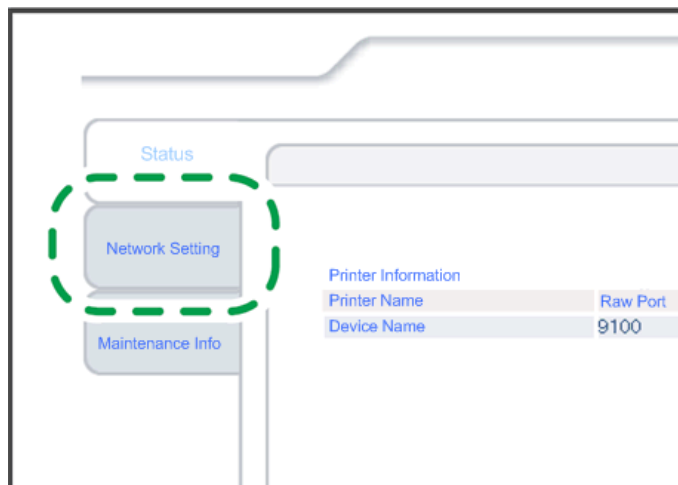 Status
Network Setting
Maintenance Info
Printer Information
Printer Name Raw Port
Device Name 9100